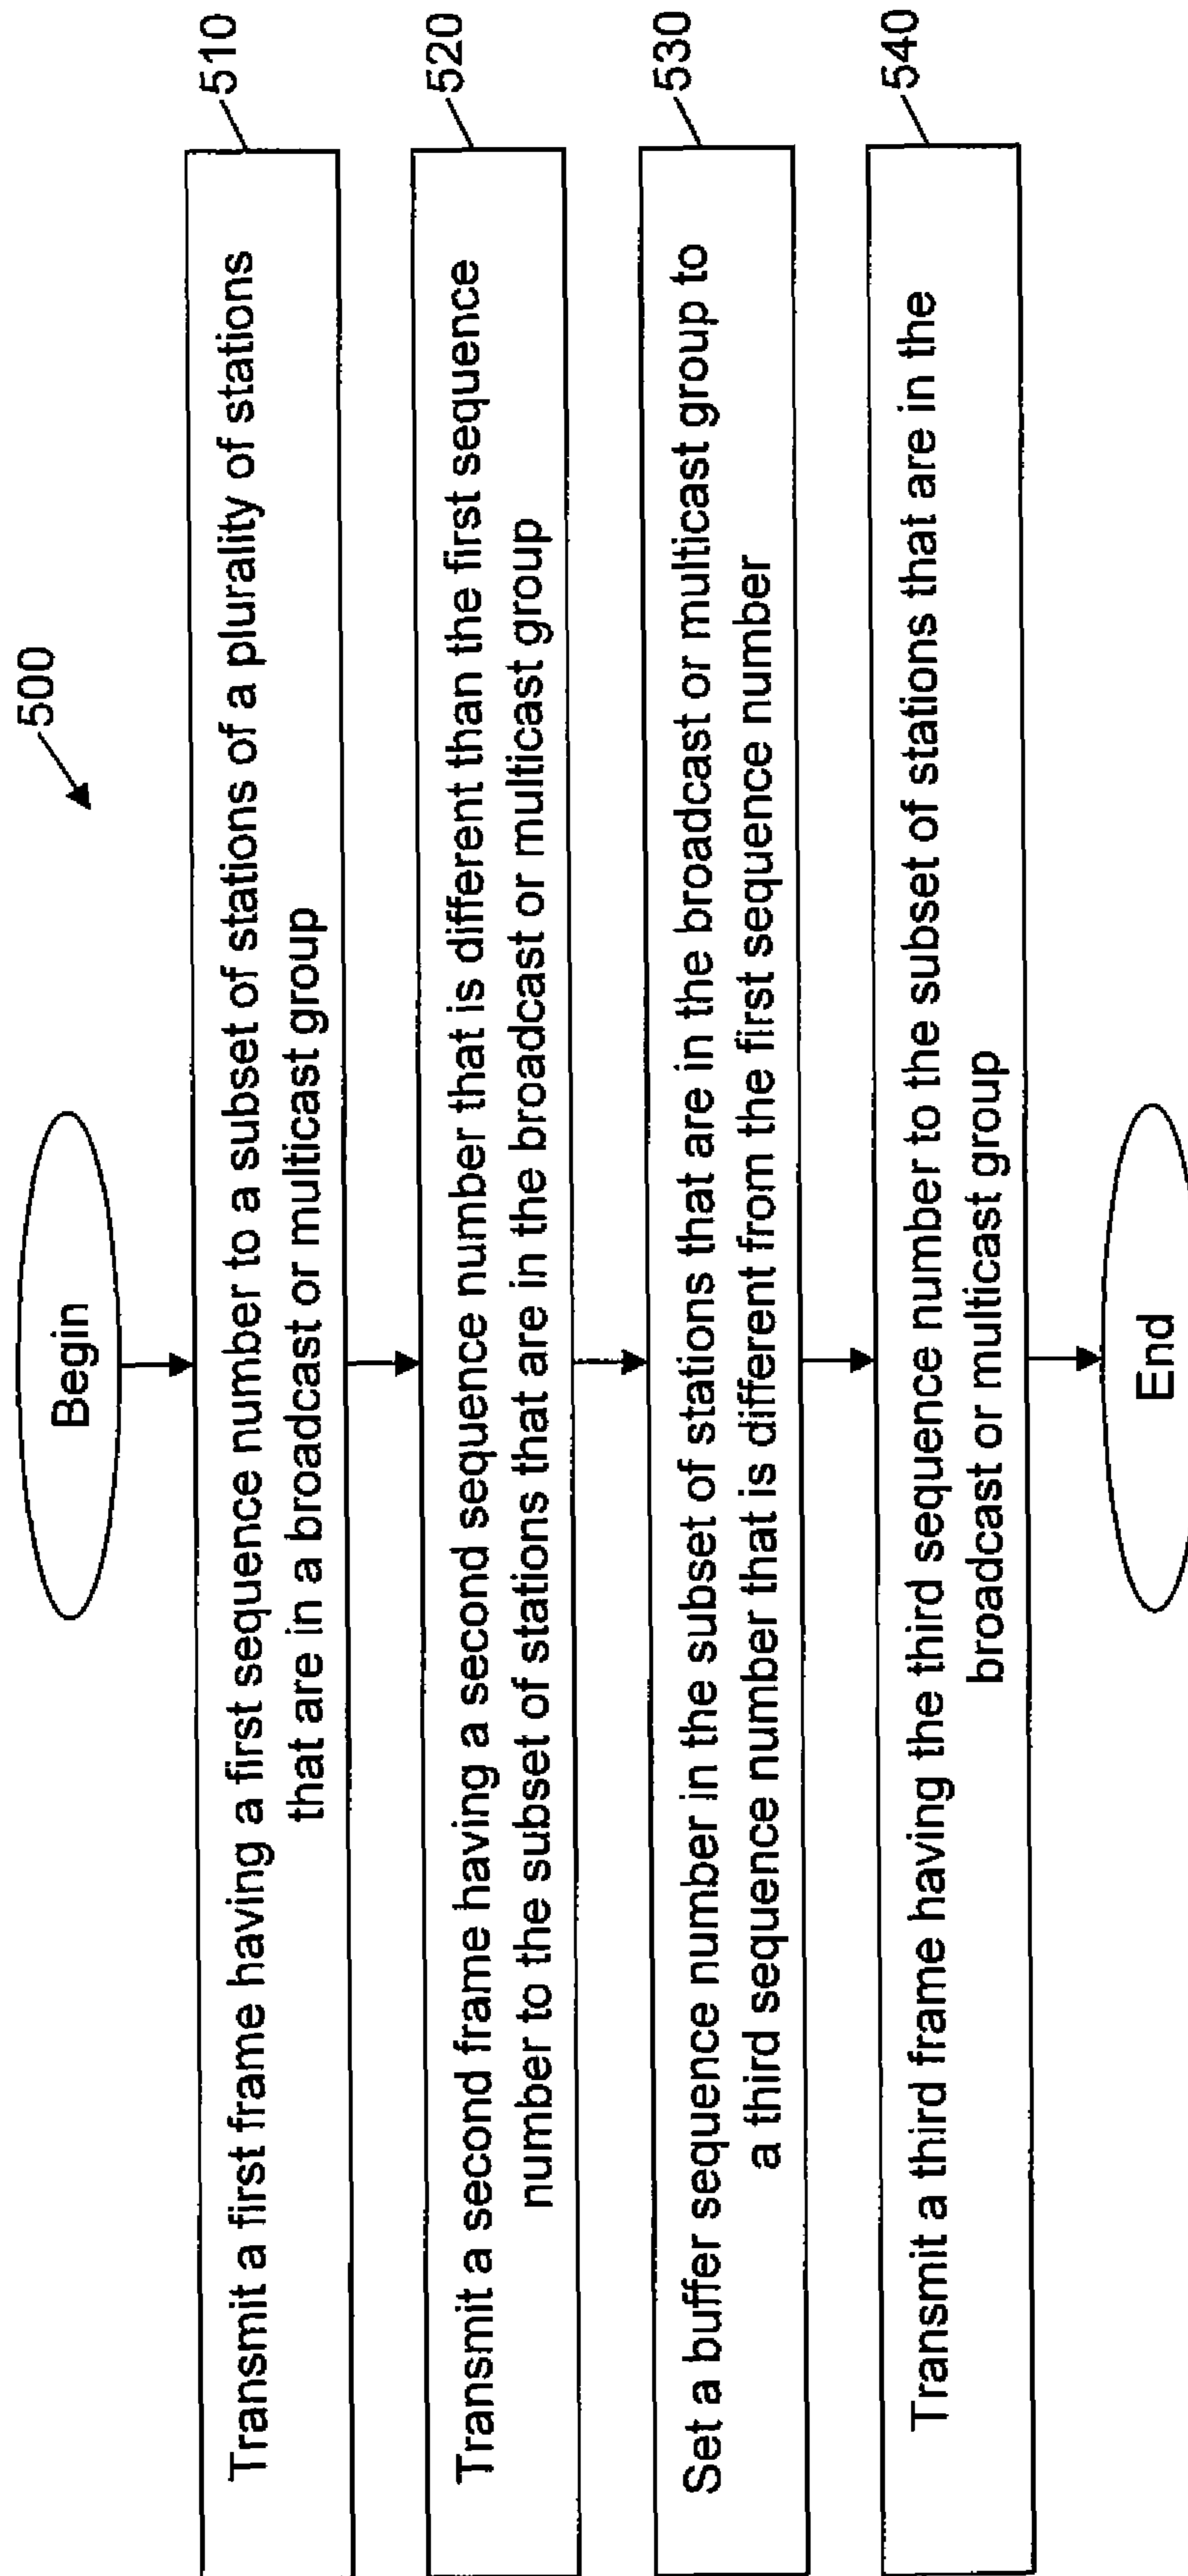 500
Begin
Transmit a first frame having a first sequence number to a subset of stations of a plurality of stations
that are in a broadcast or multicast group
510
Transmit a second frame having a second sequence number that is different than the first sequence
number to the subset of stations that are in the broadcast or multicast group
520
Set a buffer sequence number in the subset of stations that are in the broadcast or multicast group to
a third sequence number that is different from the first sequence number
530
Transmit a third frame having the third sequence number to the subset of stations that are in the
broadcast or multicast group
540
End